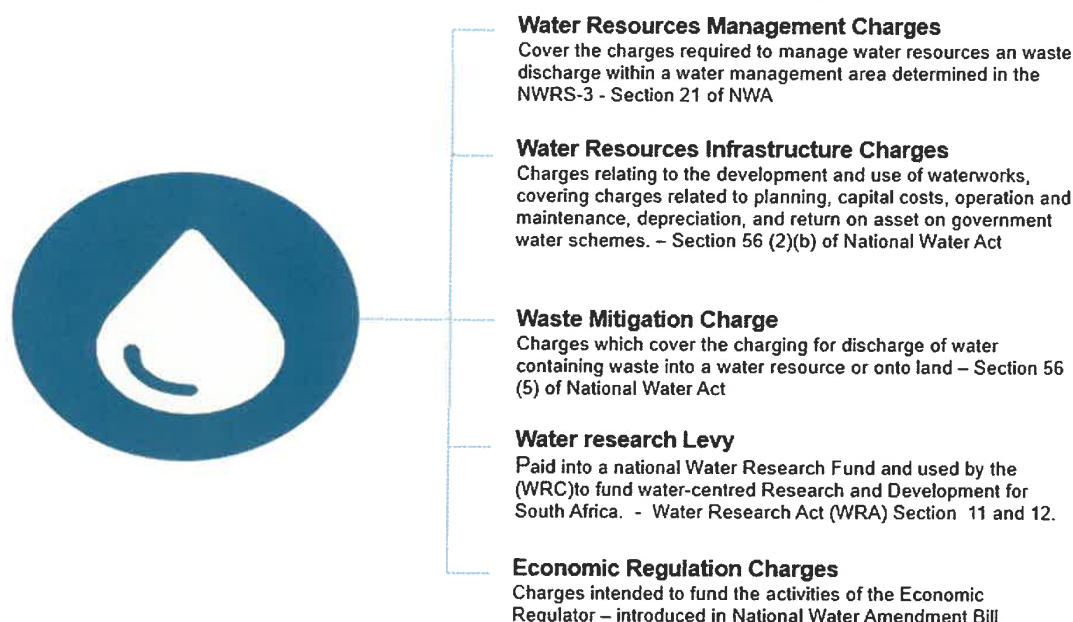 Water Resources Management Charges
Cover the charges required to manage water resources an waste
discharge within a water management area determined in the
NWRS-3 - Section 21 of NWA
Water Resources Infrastructure Charges
Charges relating to the development and use of waterworks,
covering charges related to planning, capital costs, operation and
maintenance, depreciation, and return on asset on government
water schemes. – Section 56 (2)(b) of National Water Act
Waste Mitigation Charge
Charges which cover the charging for discharge of water
containing waste into a water resource or onto land – Section 56
(5) of National Water Act
Water research Levy
Paid into a national Water Research Fund and used by the
(WRC)to fund water-centred Research and Development for
South Africa. - Water Research Act (WRA) Section 11 and 12.
Economic Regulation Charges
Charges intended to fund the activities of the Economic
Regulator – introduced in National Water Amendment Bill